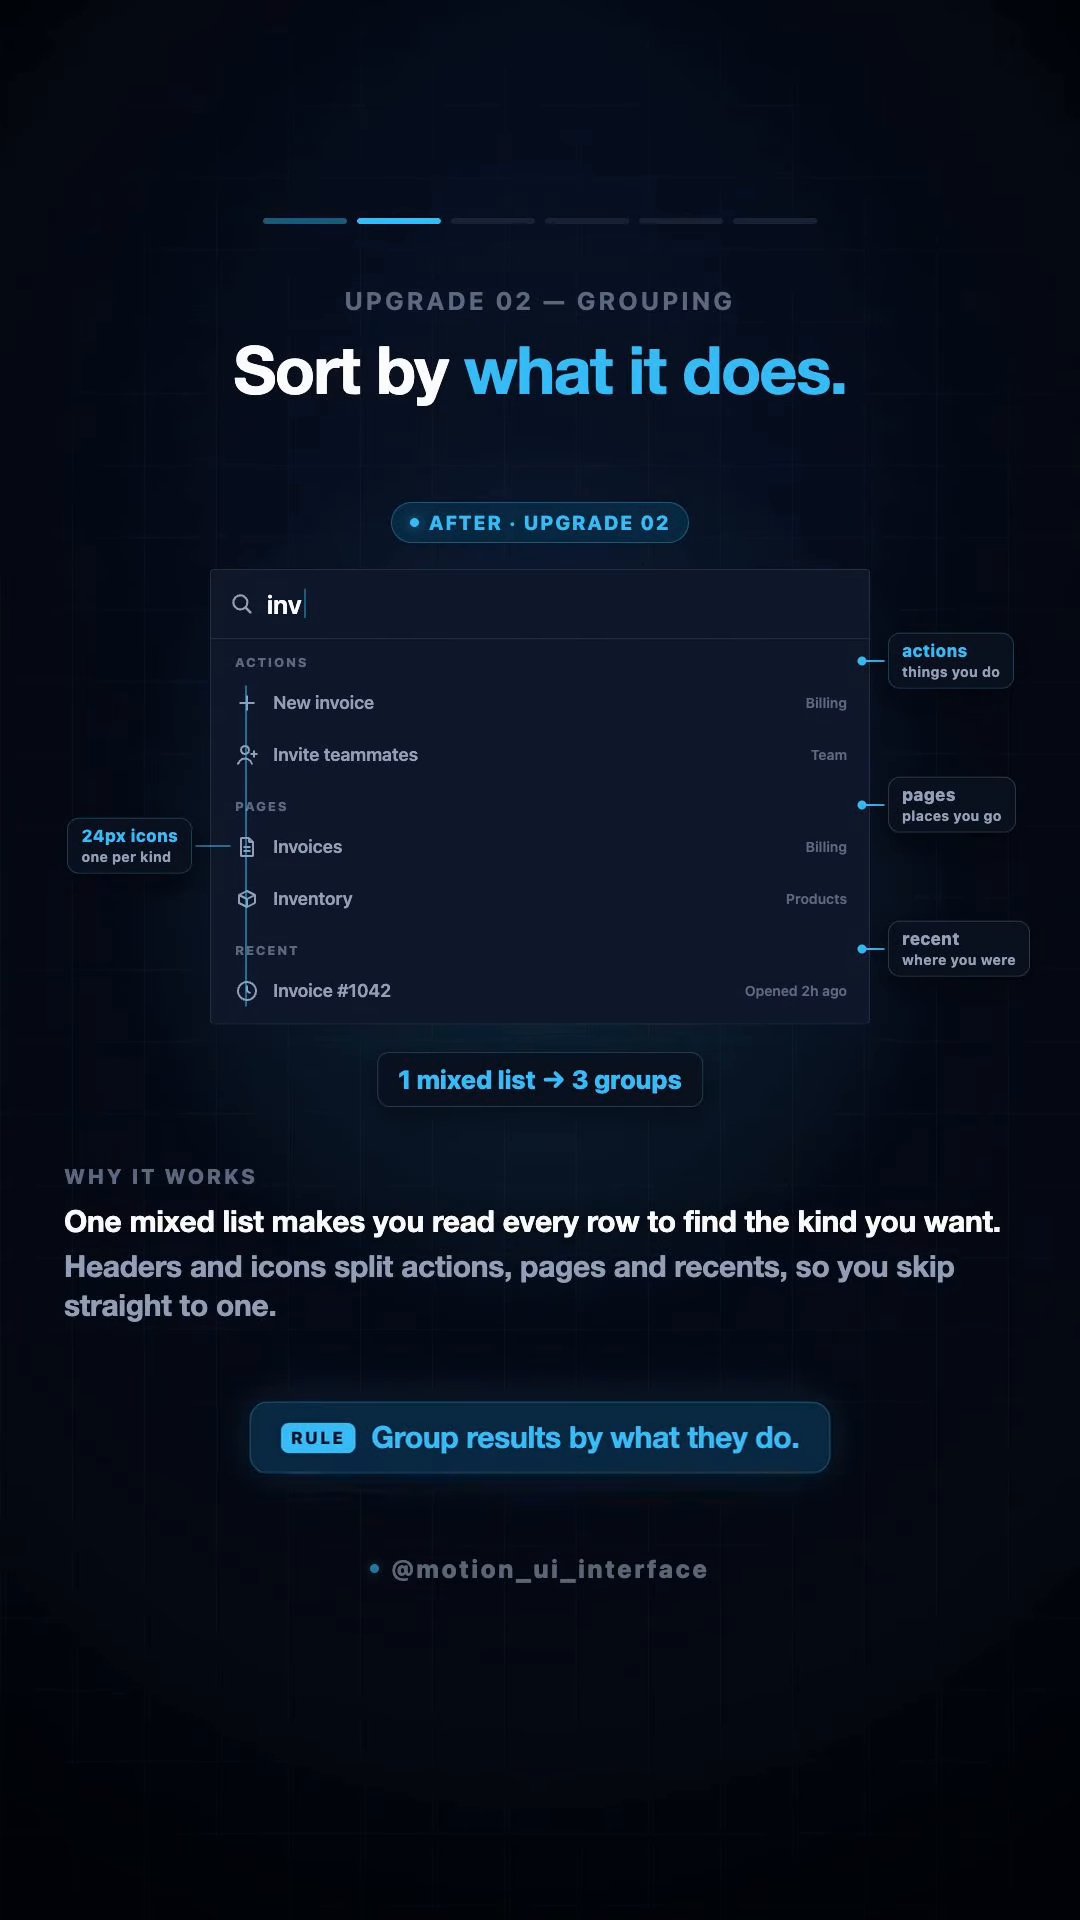 UPGRADE 02 — GROUPING
Sort by what it does.
AFTER · UPGRADE 02
inv
ACTIONS
New invoice Billing
Invite teammates Team
PAGES
Invoices Billing
Inventory Products
RECENT
Invoice #1042 Opened 2h ago
actions
things you do
pages
places you go
24px icons
one per kind
recent
where you were
1 mixed list → 3 groups
WHY IT WORKS
One mixed list makes you read every row to find the kind you want.
Headers and icons split actions, pages and recents, so you skip
straight to one.
RULE Group results by what they do.
@motion_ui_interface